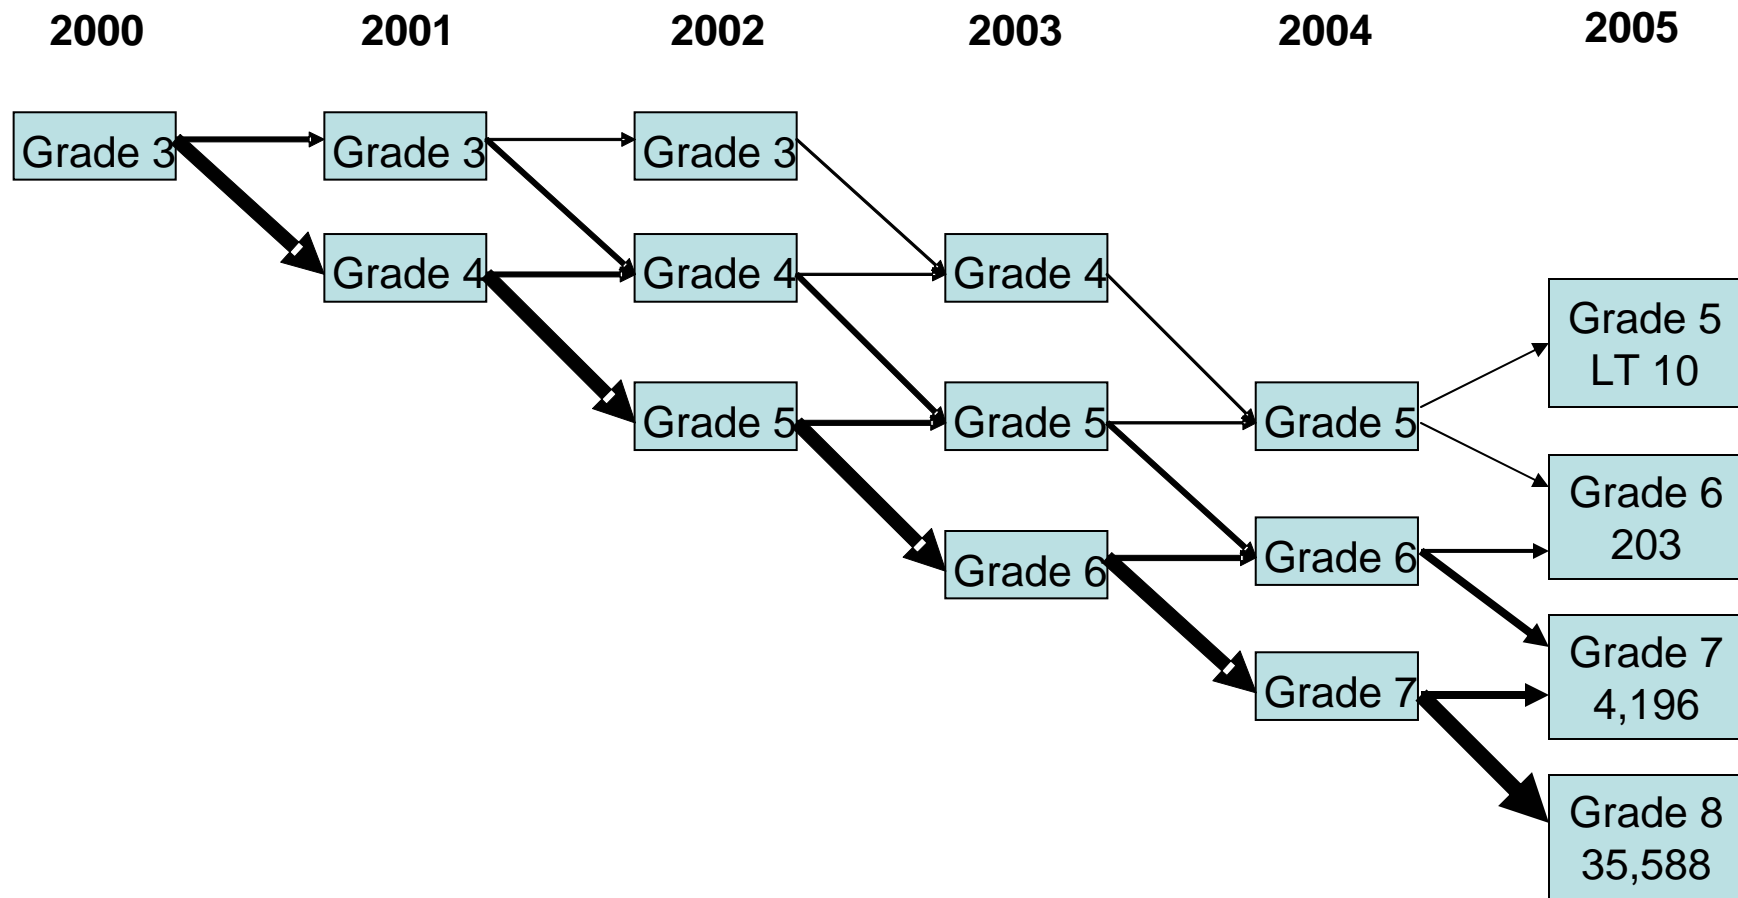 2000 2001 2002 2003 2004 2005
Grade 3 Grade 3 Grade 3
Grade 4 Grade 4 Grade 4
Grade 5
LT 10
Grade 5 Grade 5 Grade 5
Grade 6
203
Grade 6 Grade 6
Grade 7
4,196
Grade 7
Grade 8
35,588